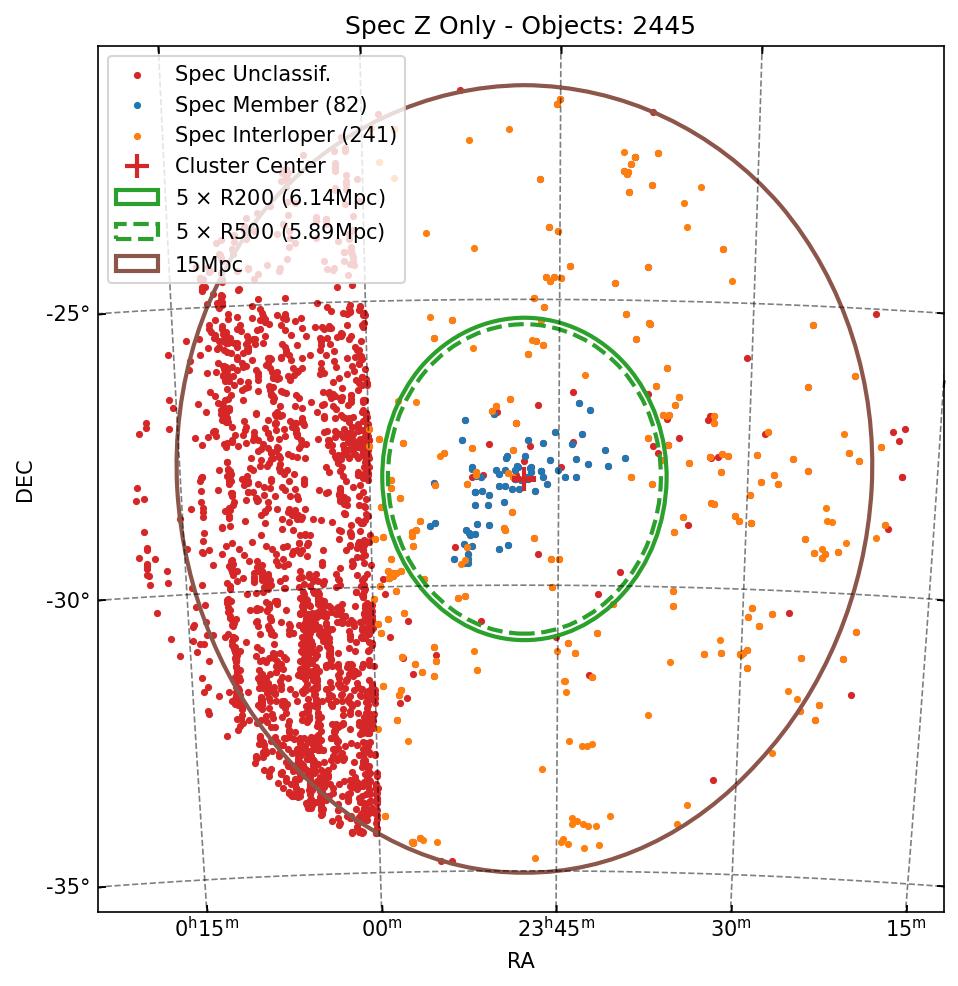 Spec Z Only - Objects: 2445
Spec Unclassif.
Spec Member (82)
Spec Interloper (241)
Cluster Center
5 × R200 (6.14Mpc)
5 × R500 (5.89Mpc)
15Mpc
-25°
-30°
-35°
DEC
0ʰ15ᵐ
00ᵐ
23ʰ45ᵐ
30ᵐ
15ᵐ
RA